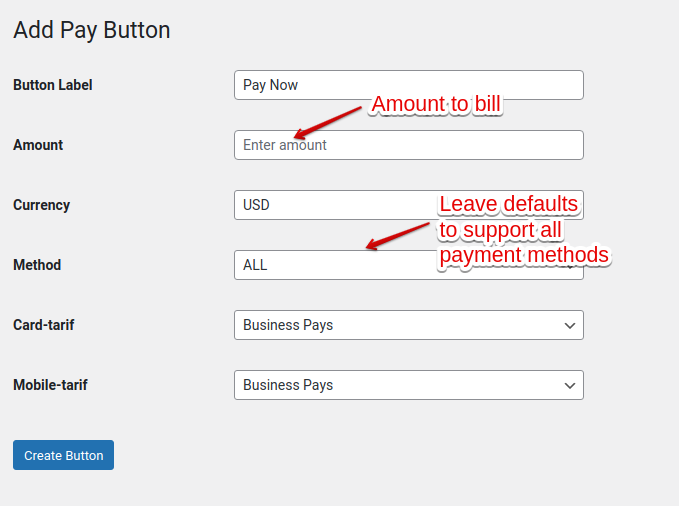 Add Pay Button
Button Label
Pay Now
Amount to bill
Amount
Enter amount
Currency
USD
Leave defaults
to support all
payment methods
Method
ALL
Card-tarif
Business Pays
Mobile-tarif
Business Pays
Create Button